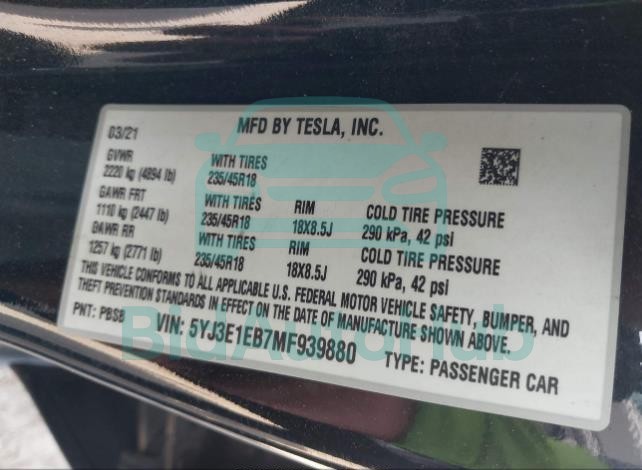 MFD BY TESLA, INC.
03/21
GVWR WITH TIRES
2220 kg (4894 lb) 235/45R18
GAWR FRT WITH TIRES RIM COLD TIRE PRESSURE
1110 kg (2447 lb) 235/45R18 18X8.5J 290 kPa, 42 psi
GAWR RR WITH TIRES RIM COLD TIRE PRESSURE
1257 kg (2771 lb) 235/45R18 18X8.5J 290 kPa, 42 psi
THIS VEHICLE CONFORMS TO ALL APPLICABLE U.S. FEDERAL MOTOR VEHICLE SAFETY, BUMPER, AND
THEFT PREVENTION STANDARDS IN EFFECT ON THE DATE OF MANUFACTURE SHOWN ABOVE.
PNT: PBSB VIN: 5YJ3E1EB7MF939880 TYPE: PASSENGER CAR
BidAutoHub